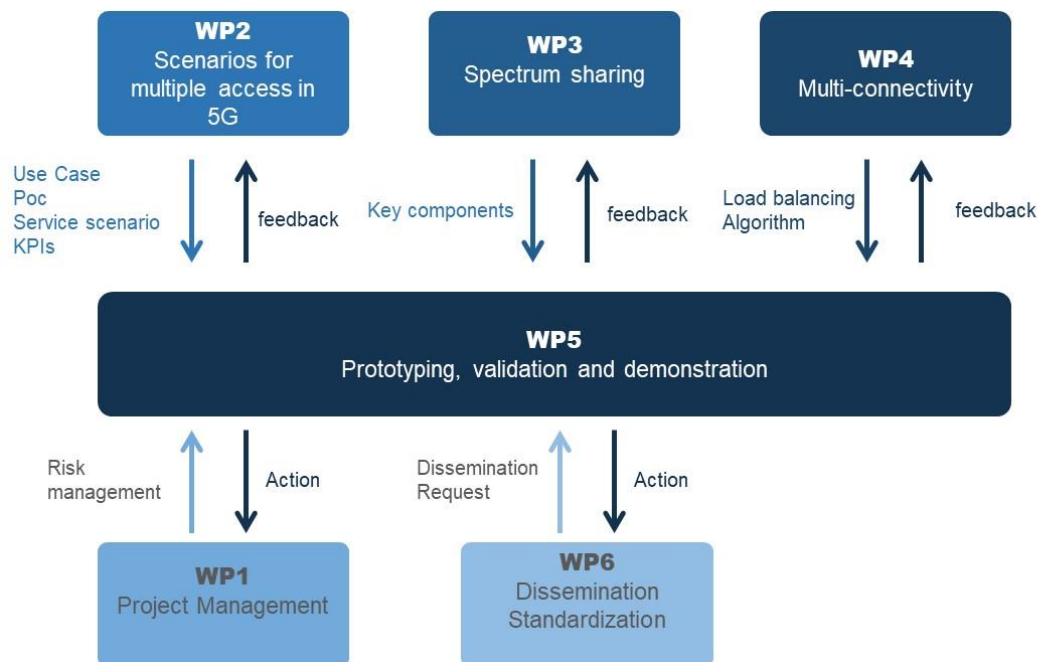 WP2
Scenarios for
multiple access in
5G
WP3
Spectrum sharing
WP4
Multi-connectivity
Use Case
Poc
Service scenario
KPIs
feedback
Key components
feedback
Load balancing
Algorithm
feedback
WP5
Prototyping, validation and demonstration
Risk
management
Action
Dissemination
Request
Action
WP1
Project Management
WP6
Dissemination
Standardization